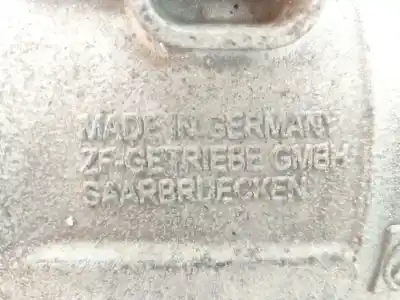 MADE IN GERMANY
ZF-GETRIEBE GMBH
SAARBRUECKEN